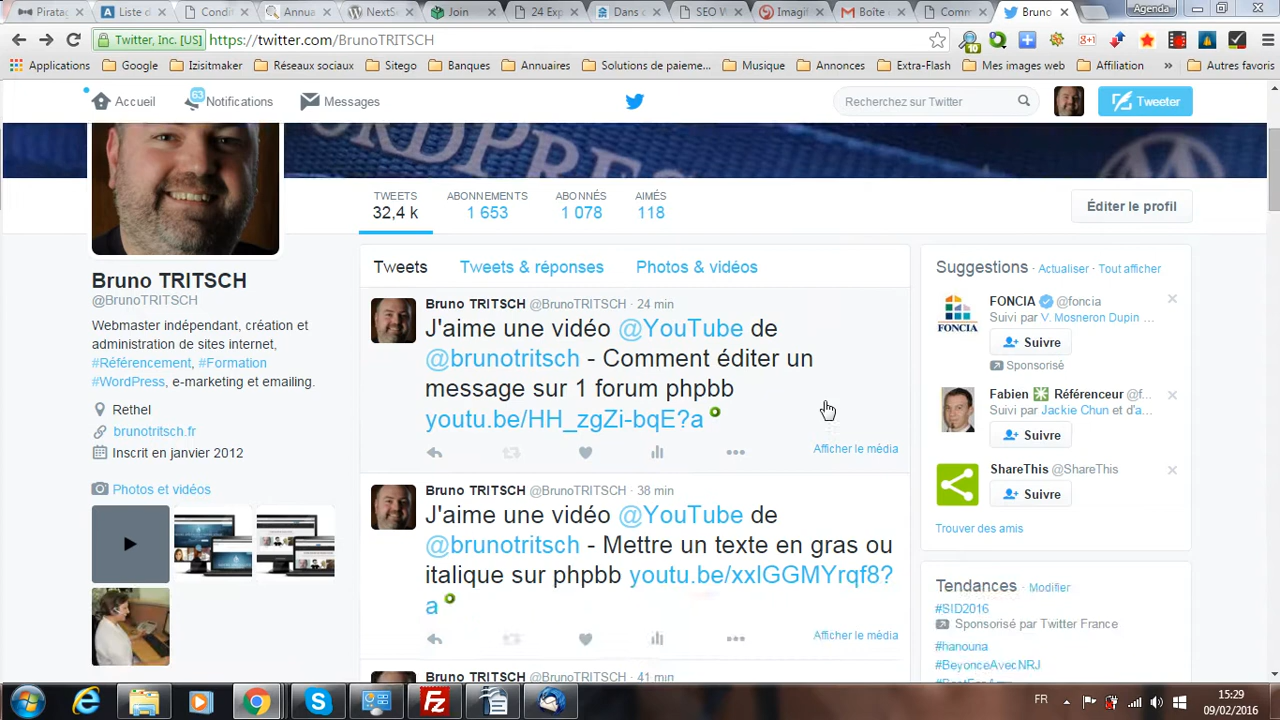 Pirataç
Liste d
Condit
Annua
NextS
Join
24 Exp
Dans c
SEO W
Imagii
Boîte
Comm
Bruno
Agenda
Twitter, Inc. [US] https://twitter.com/BrunoTRITSCH
10
Applications Google Izisitmaker Réseaux sociaux Sitego Banques Annuaires Solutions de paieme... Musique Annonces Extra-Flash Mes images web Affiliation » Autres favoris
Accueil 63 Notifications Messages Recherchez sur Twitter Tweeter
ORDPRES
TWEETS ABONNEMENTS ABONNÉS AIMÉS
32,4 k 1 653 1 078 118
Éditer le profil
Bruno TRITSCH
@BrunoTRITSCH
Webmaster indépendant, création et
administration de sites internet,
#Référencement, #Formation
#WordPress, e-marketing et emailing.
Rethel
brunotritsch.fr
Inscrit en janvier 2012
Photos et vidéos
Tweets Tweets & réponses Photos & vidéos
Bruno TRITSCH @BrunoTRITSCH · 24 min
J'aime une vidéo @YouTube de
@brunotritsch - Comment éditer un
message sur 1 forum phpbb
youtu.be/HH_zgZi-bqE?a
Afficher le média
Bruno TRITSCH @BrunoTRITSCH · 38 min
J'aime une vidéo @YouTube de
@brunotritsch - Mettre un texte en gras ou
italique sur phpbb youtu.be/xxlGGMYrqf8?
a
Afficher le média
Bruno TRITSCH @BrunoTRITSCH · 41 min
Suggestions · Actualiser · Tout afficher
FONCIA @foncia
Suivi par V. Mosneron Dupin ...
Suivre
Sponsorisé
Fabien Référenceur @f...
Suivi par Jackie Chun et d'a...
Suivre
ShareThis @ShareThis
Suivre
Trouver des amis
Tendances · Modifier
#SID2016
Sponsorisé par Twitter France
#hanouna
#BeyonceAvecNRJ
FR
15:29
09/02/2016